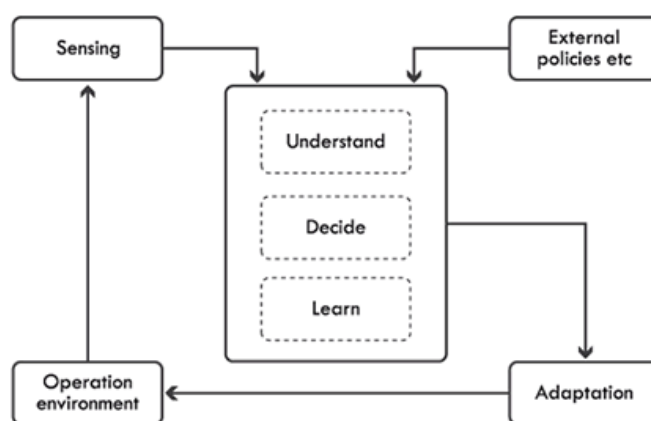 Sensing
External
policies etc
Understand
Decide
Learn
Operation
environment
Adaptation